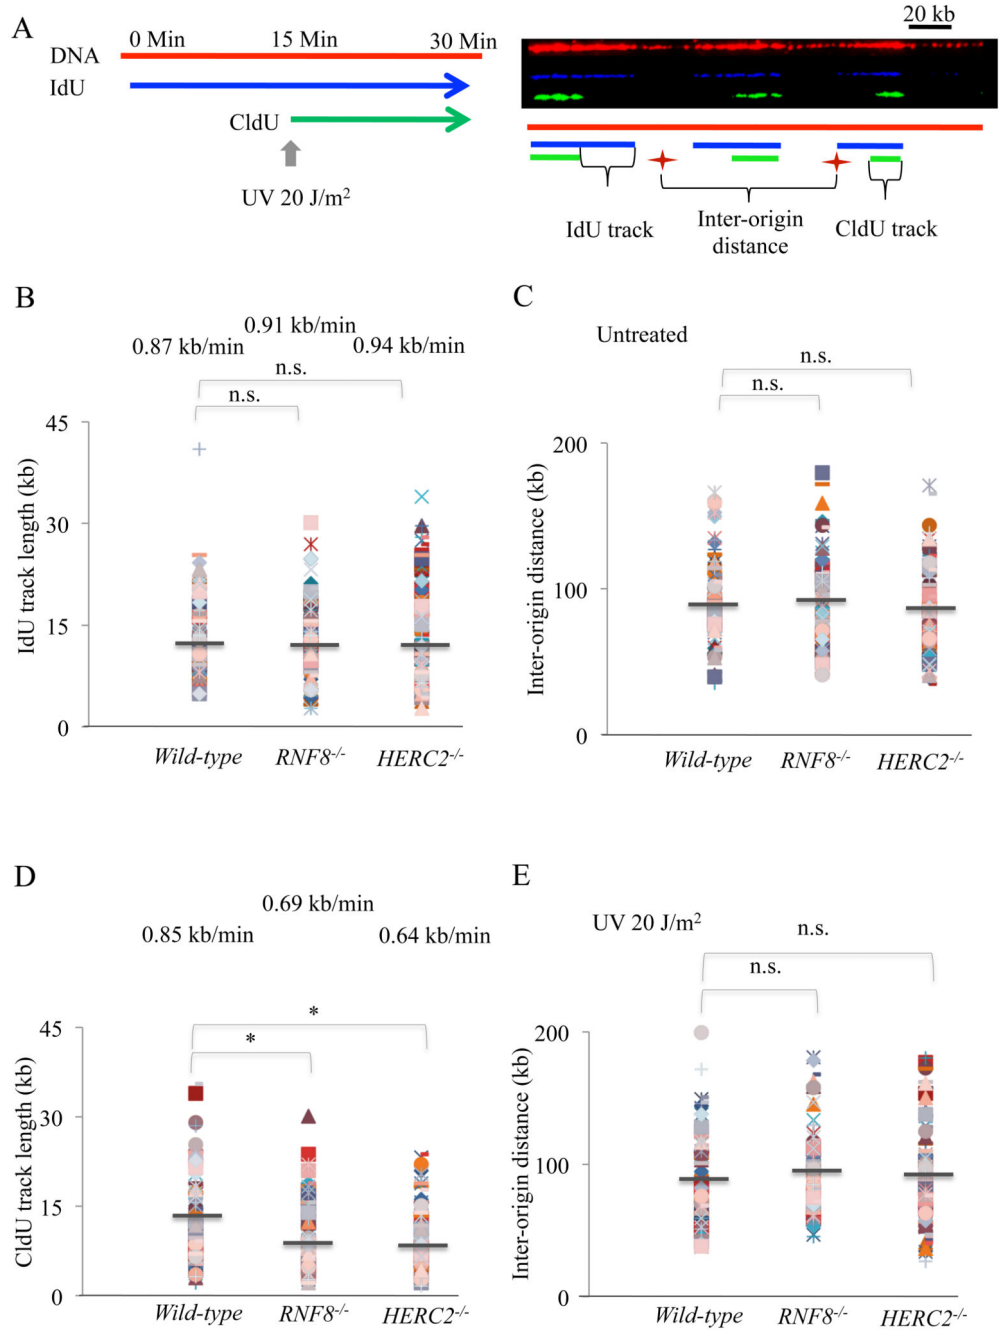 A
0 Min 15 Min 30 Min
DNA
IdU
CldU
UV 20 J/m²
20 kb
IdU track
Inter-origin
distance
CldU track
B
0.87 kb/min
0.91 kb/min
0.94 kb/min
n.s.
n.s.
IdU track length (kb)
45
30
15
0
Wild-type RNF8-/- HERC2-/-
C
Untreated
n.s.
n.s.
Inter-origin distance (kb)
200
100
0
Wild-type RNF8-/- HERC2-/-
D
0.85 kb/min
0.69 kb/min
0.64 kb/min
*
*
CldU track length (kb)
45
30
15
0
Wild-type RNF8-/- HERC2-/-
E
UV 20 J/m²
n.s.
n.s.
Inter-origin distance (kb)
200
100
0
Wild-type RNF8-/- HERC2-/-